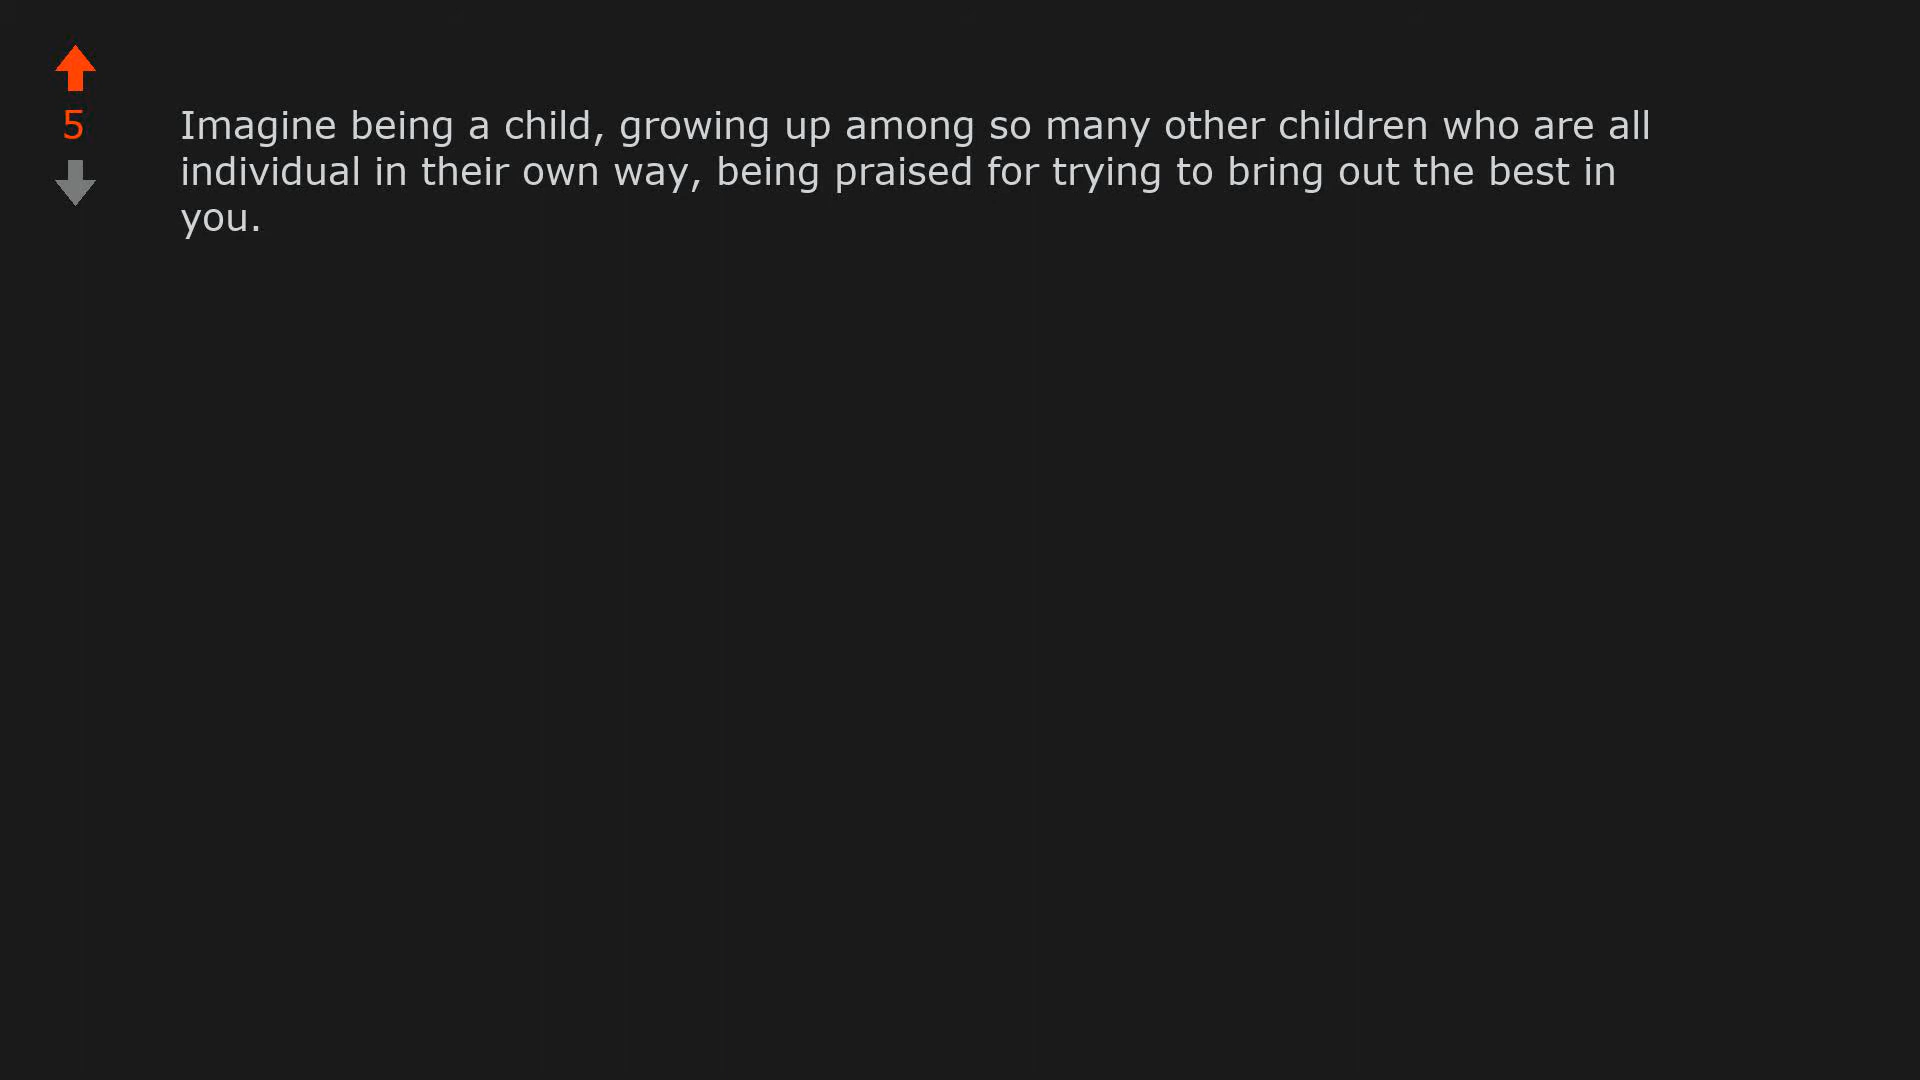 5
Imagine being a child, growing up among so many other children who are all
individual in their own way, being praised for trying to bring out the best in
you.